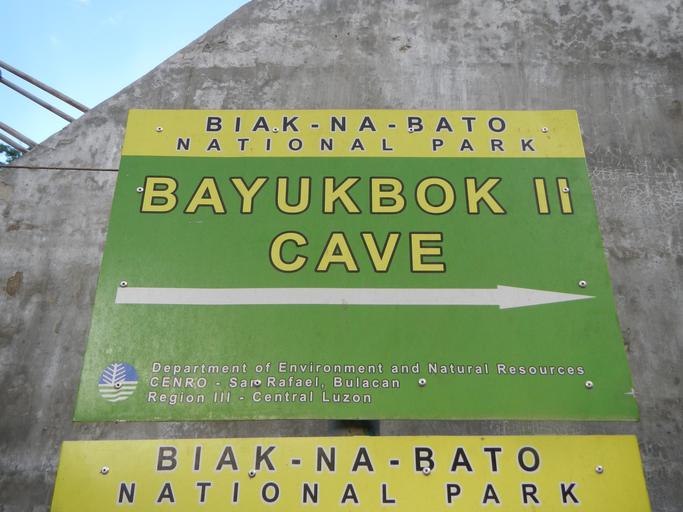 BIAK-NA-BATO
NATIONAL PARK
BAYUKBOK II
CAVE
Department of Environment and Natural Resources
CENRO - San Rafael, Bulacan
Region III - Central Luzon
BIAK-NA-BATO
NATIONAL PARK